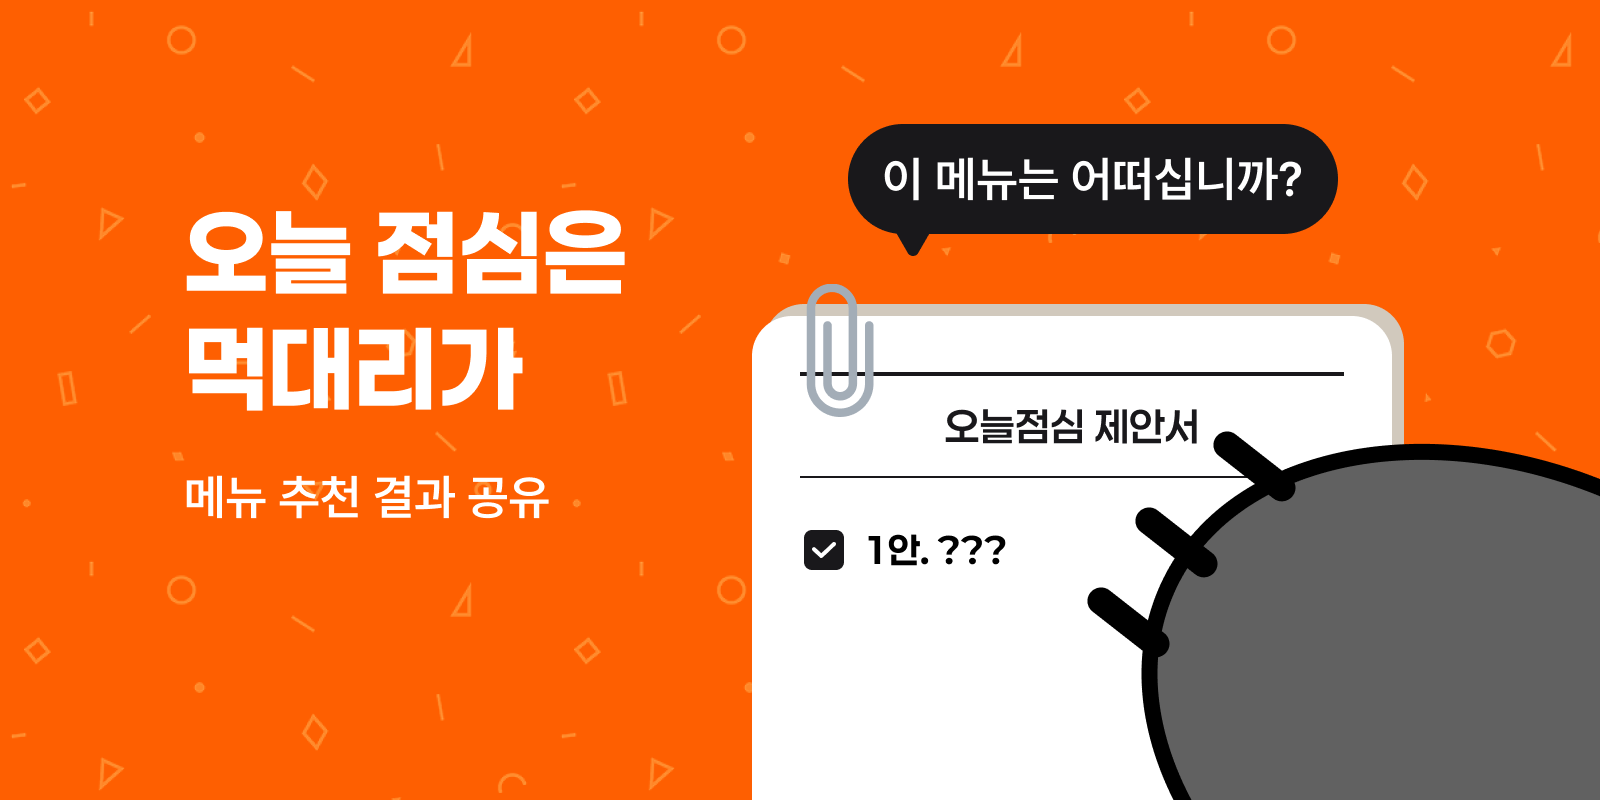 오늘 점심은
먹대리가
메뉴 추천 결과 공유
이 메뉴는 어떠십니까?
오늘점심 제안서
1안. ???